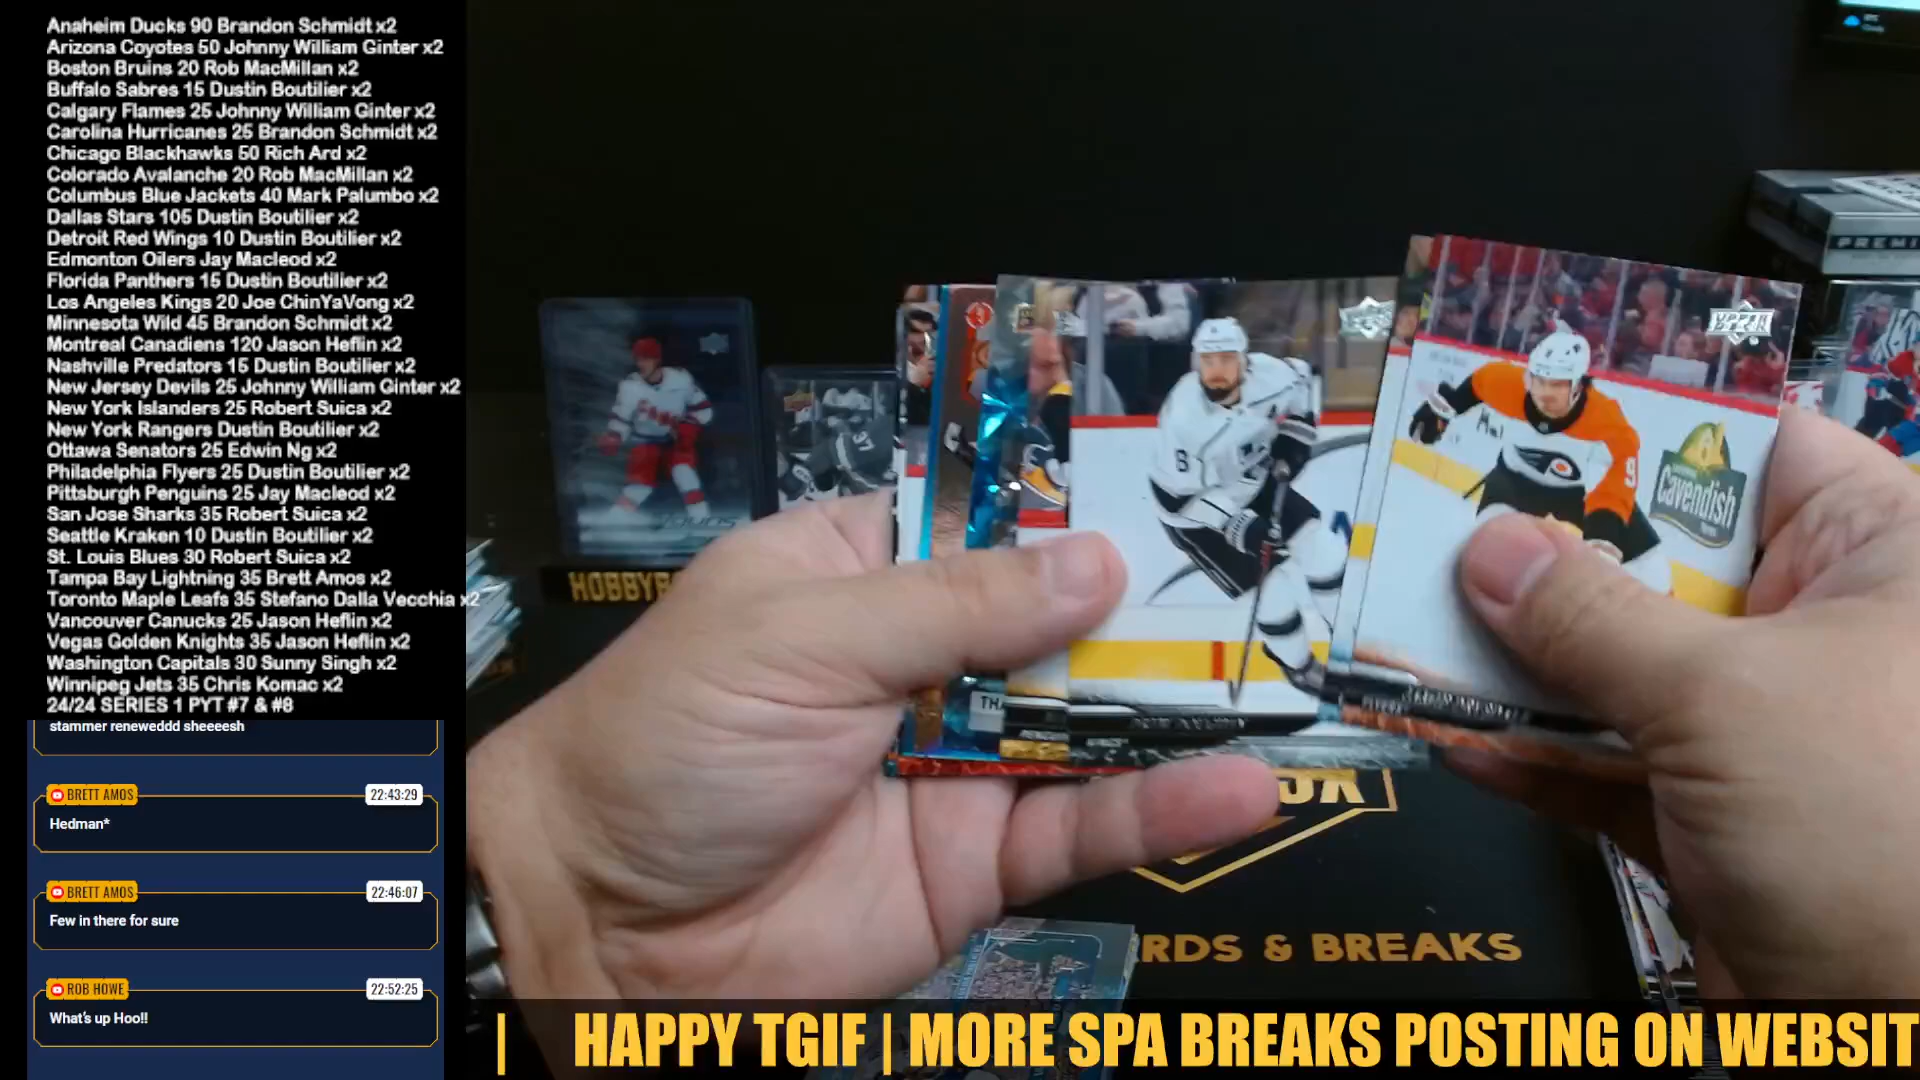 Anaheim Ducks 90 Brandon Schmidt x2
Arizona Coyotes 50 Johnny William Ginter x2
Boston Bruins 20 Rob MacMillan x2
Buffalo Sabres 15 Dustin Boutilier x2
Calgary Flames 25 Johnny William Ginter x2
Carolina Hurricanes 25 Brandon Schmidt x2
Chicago Blackhawks 50 Rich Ard x2
Colorado Avalanche 20 Rob MacMillan x2
Columbus Blue Jackets 40 Mark Palumbo x2
Dallas Stars 105 Dustin Boutilier x2
Detroit Red Wings 10 Dustin Boutilier x2
Edmonton Oilers Jay Macleod x2
Florida Panthers 15 Dustin Boutilier x2
Los Angeles Kings 20 Joe ChinYaVong x2
Minnesota Wild 45 Brandon Schmidt x2
Montreal Canadiens 120 Jason Heflin x2
Nashville Predators 15 Dustin Boutilier x2
New Jersey Devils 25 Johnny William Ginter x2
New York Islanders 25 Robert Suica x2
New York Rangers Dustin Boutilier x2
Ottawa Senators 25 Edwin Ng x2
Philadelphia Flyers 25 Dustin Boutilier x2
Pittsburgh Penguins 25 Jay Macleod x2
San Jose Sharks 35 Robert Suica x2
Seattle Kraken 10 Dustin Boutilier x2
St. Louis Blues 30 Robert Suica x2
Tampa Bay Lightning 35 Brett Amos x2
Toronto Maple Leafs 35 Stefano Dalla Vecchia x2
Vancouver Canucks 25 Jason Heflin x2
Vegas Golden Knights 35 Jason Heflin x2
Washington Capitals 30 Sunny Singh x2
Winnipeg Jets 35 Chris Komac x2
24/24 SERIES 1 PYT #7 & #8
stammer reneweddd sheeeesh
BRETT AMOS 22:43:29
Hedman*
BRETT AMOS 22:46:07
Few in there for sure
ROB HOWE 22:52:25
What's up Hoo!!
PREMI
Cavendish
8
9
HOBBYB
THA
OX
RDS & BREAKS
| HAPPY TGIF | MORE SPA BREAKS POSTING ON WEBSIT